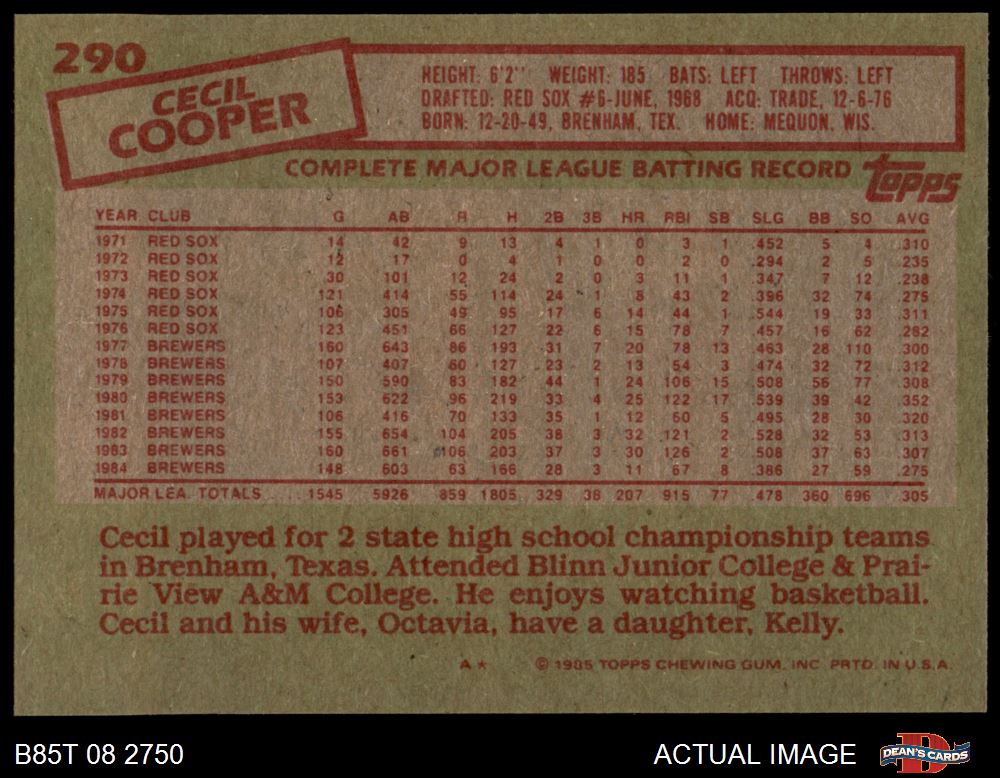 290
CECIL
COOPER
HEIGHT: 6'2" WEIGHT: 185 BATS: LEFT THROWS: LEFT
DRAFTED: RED SOX #6-JUNE, 1968 ACQ: TRADE, 12-6-76
BORN: 12-20-49, BRENHAM, TEX. HOME: MEQUON, WIS.
COMPLETE MAJOR LEAGUE BATTING RECORD topps
YEAR CLUB G AB R H 2B 3B HR RBI SB SLG BB SO AVG
1971 RED SOX 14 42 9 13 4 1 0 3 1 .452 5 4 .310
1972 RED SOX 12 17 0 4 1 0 0 2 0 .294 2 5 .235
1973 RED SOX 30 101 12 24 2 0 3 11 1 .347 7 12 .238
1974 RED SOX 121 414 55 114 24 1 8 43 2 .396 32 74 .275
1975 RED SOX 106 305 49 95 17 6 14 44 1 .544 19 33 .311
1976 RED SOX 123 451 66 127 22 6 15 78 7 .457 16 62 .282
1977 BREWERS 160 643 86 193 31 7 20 78 13 .463 28 110 .300
1978 BREWERS 107 407 60 127 23 2 13 54 3 .474 32 72 .312
1979 BREWERS 150 590 83 182 44 1 24 106 15 .508 56 77 .308
1980 BREWERS 153 622 96 219 33 4 25 122 17 .539 39 42 .352
1981 BREWERS 106 416 70 133 35 1 12 60 5 .495 28 30 .320
1982 BREWERS 155 654 104 205 38 3 32 121 2 .528 32 53 .313
1983 BREWERS 160 661 106 203 37 3 30 126 2 .508 37 63 .307
1984 BREWERS 148 603 63 166 28 3 11 67 8 .386 27 59 .275
MAJOR LEA. TOTALS .... 1545 5926 859 1805 329 38 207 915 77 .478 360 696 .305
Cecil played for 2 state high school championship teams
in Brenham, Texas. Attended Blinn Junior College & Prai-
rie View A&M College. He enjoys watching basketball.
Cecil and his wife, Octavia, have a daughter, Kelly.
A★ © 1985 TOPPS CHEWING GUM, INC. PRTD. IN U.S.A.
B85T 08 2750 ACTUAL IMAGE D DEAN'S CARDS